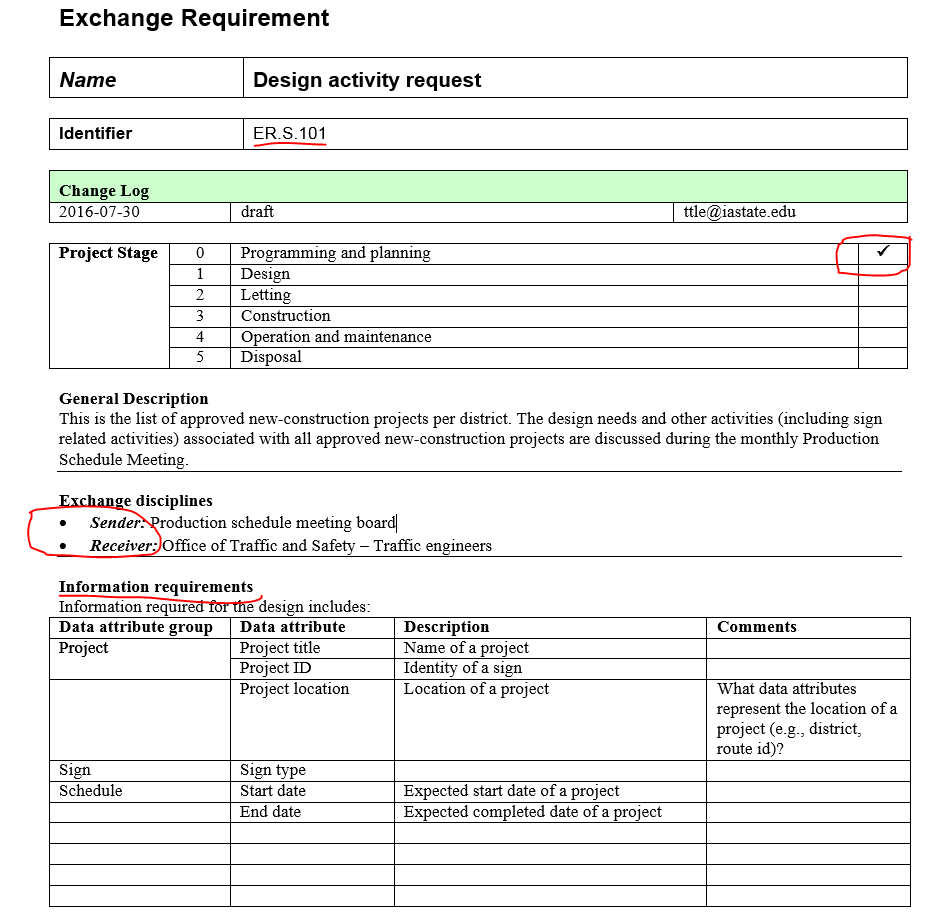 Exchange Requirement
Name Design activity request
Identifier ER.S.101
Change Log
2016-07-30 draft ttle@iastate.edu
Project Stage 0 Programming and planning ✓
1 Design
2 Letting
3 Construction
4 Operation and maintenance
5 Disposal
General Description
This is the list of approved new-construction projects per district. The design needs and other activities (including sign
related activities) associated with all approved new-construction projects are discussed during the monthly Production
Schedule Meeting.
Exchange disciplines
• Sender: Production schedule meeting board
• Receiver: Office of Traffic and Safety – Traffic engineers
Information requirements
Information required for the design includes:
Data attribute group Data attribute Description Comments
Project Project title Name of a project
Project ID Identity of a sign
Project location Location of a project What data attributes
represent the location of a
project (e.g., district,
route id)?
Sign Sign type
Schedule Start date Expected start date of a project
End date Expected completed date of a project